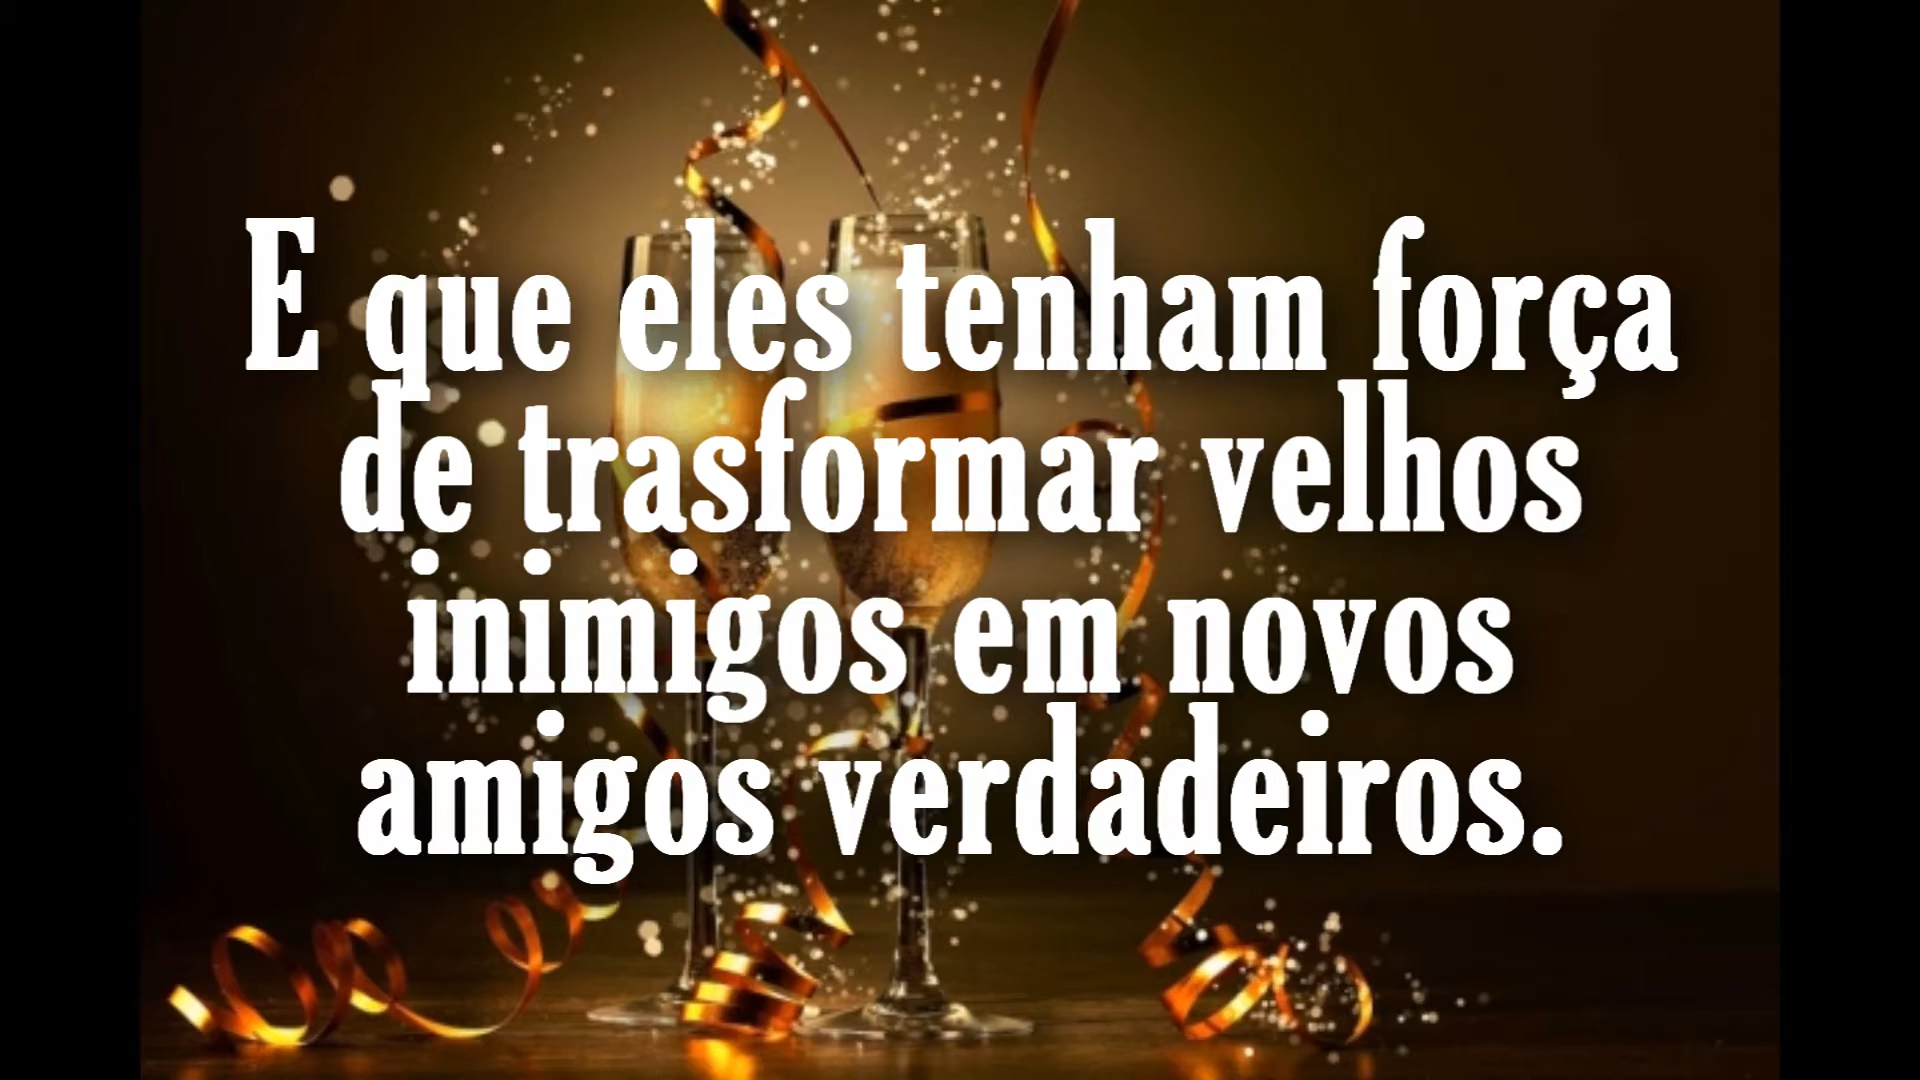 E que eles tenham força
de trasformar velhos
inimigos em novos
amigos verdadeiros.